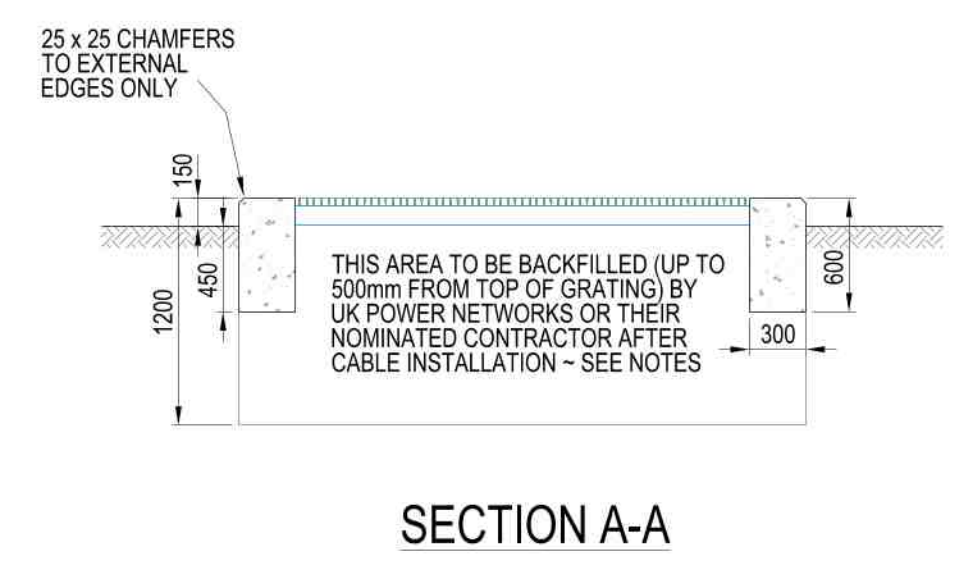 25 x 25 CHAMFERS
TO EXTERNAL
EDGES ONLY
150
450
1200
THIS AREA TO BE BACKFILLED (UP TO
500mm FROM TOP OF GRATING) BY
UK POWER NETWORKS OR THEIR
NOMINATED CONTRACTOR AFTER
CABLE INSTALLATION ~ SEE NOTES
600
300
SECTION A-A